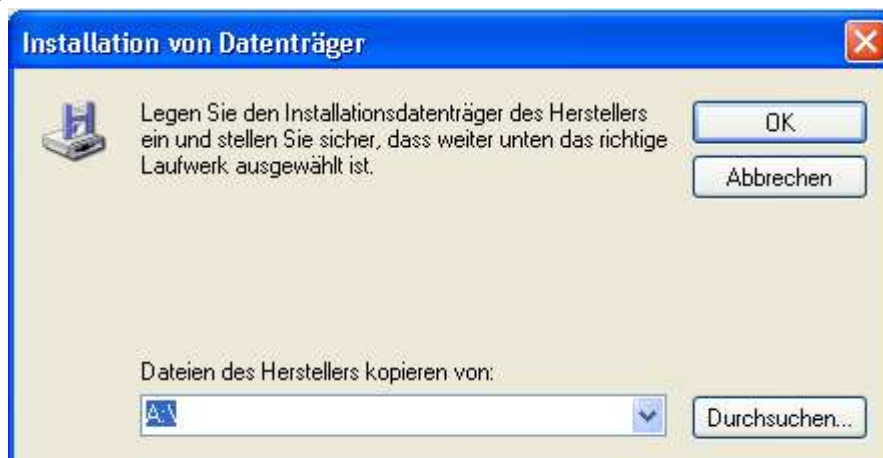 Installation von Datenträger
Legen Sie den Installationsdatenträger des Herstellers
ein und stellen Sie sicher, dass weiter unten das richtige
Laufwerk ausgewählt ist.
OK
Abbrechen
Dateien des Herstellers kopieren von:
A:\
Durchsuchen...